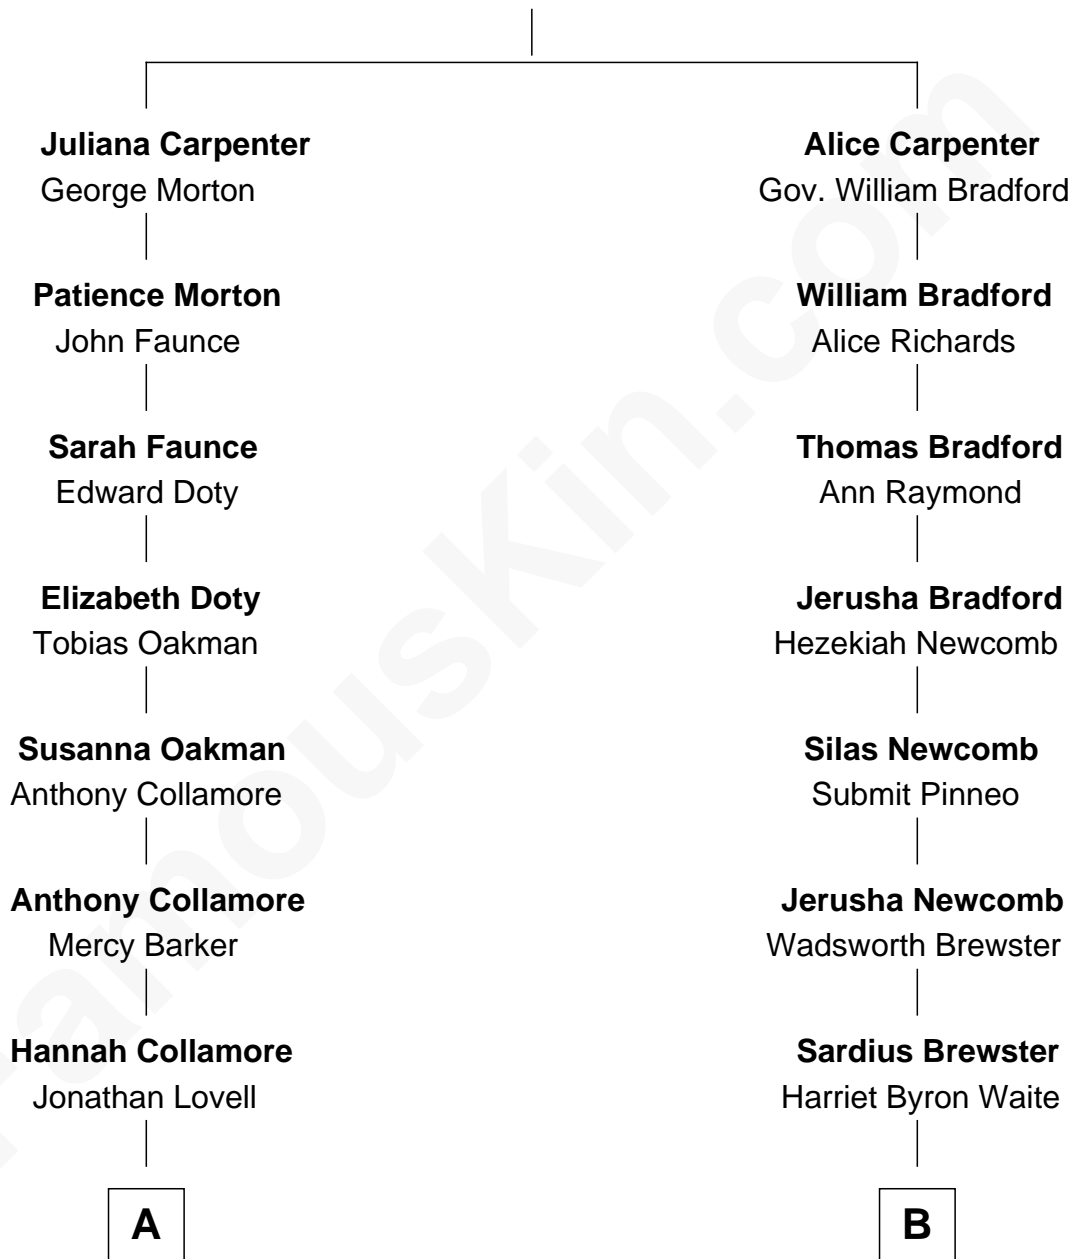 Juliana Carpenter
George Morton
Alice Carpenter
Gov. William Bradford
Patience Morton
John Faunce
William Bradford
Alice Richards
Sarah Faunce
Edward Doty
Thomas Bradford
Ann Raymond
Elizabeth Doty
Tobias Oakman
Jerusha Bradford
Hezekiah Newcomb
Susanna Oakman
Anthony Collamore
Silas Newcomb
Submit Pinneo
Anthony Collamore
Mercy Barker
Jerusha Newcomb
Wadsworth Brewster
Hannah Collamore
Jonathan Lovell
Sardius Brewster
Harriet Byron Waite
A
B
FamousKin.com